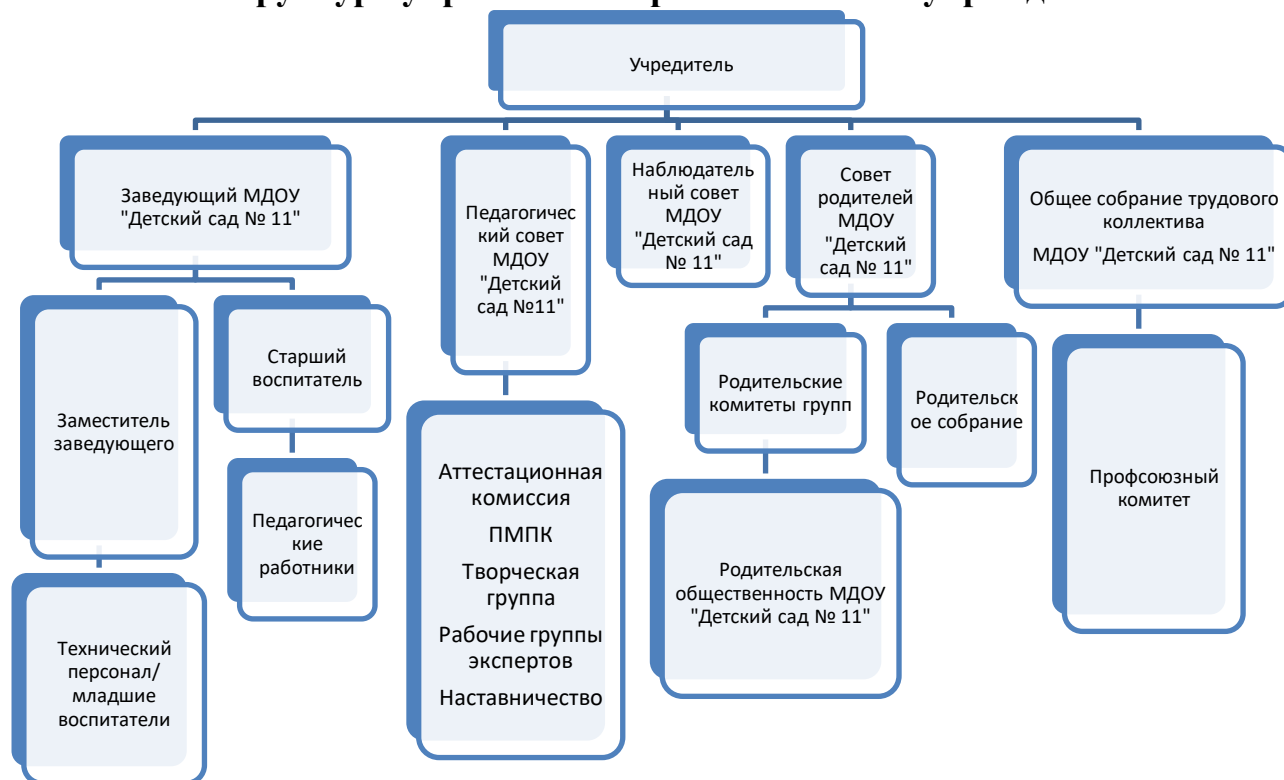 Учредитель
Заведующий МДОУ
"Детский сад № 11"
Заместитель
заведующего
Технический
персонал/
младшие
воспитатели
Старший
воспитатель
Педагогичес
кие
работники
Педагогичес
кий совет
МДОУ
"Детский
сад №11"
Аттестационная
комиссия
ПМПК
Творческая
группа
Рабочие группы
экспертов
Наставничество
Наблюдатель
ный совет
МДОУ
"Детский сад
№ 11"
Совет
родителей
МДОУ
"Детский
сад № 11"
Родительские
комитеты групп
Родительская
общественность МДОУ
"Детский сад № 11"
Родительск
ое собрание
Общее собрание трудового
коллектива
МДОУ "Детский сад № 11"
Профсоюзный
комитет